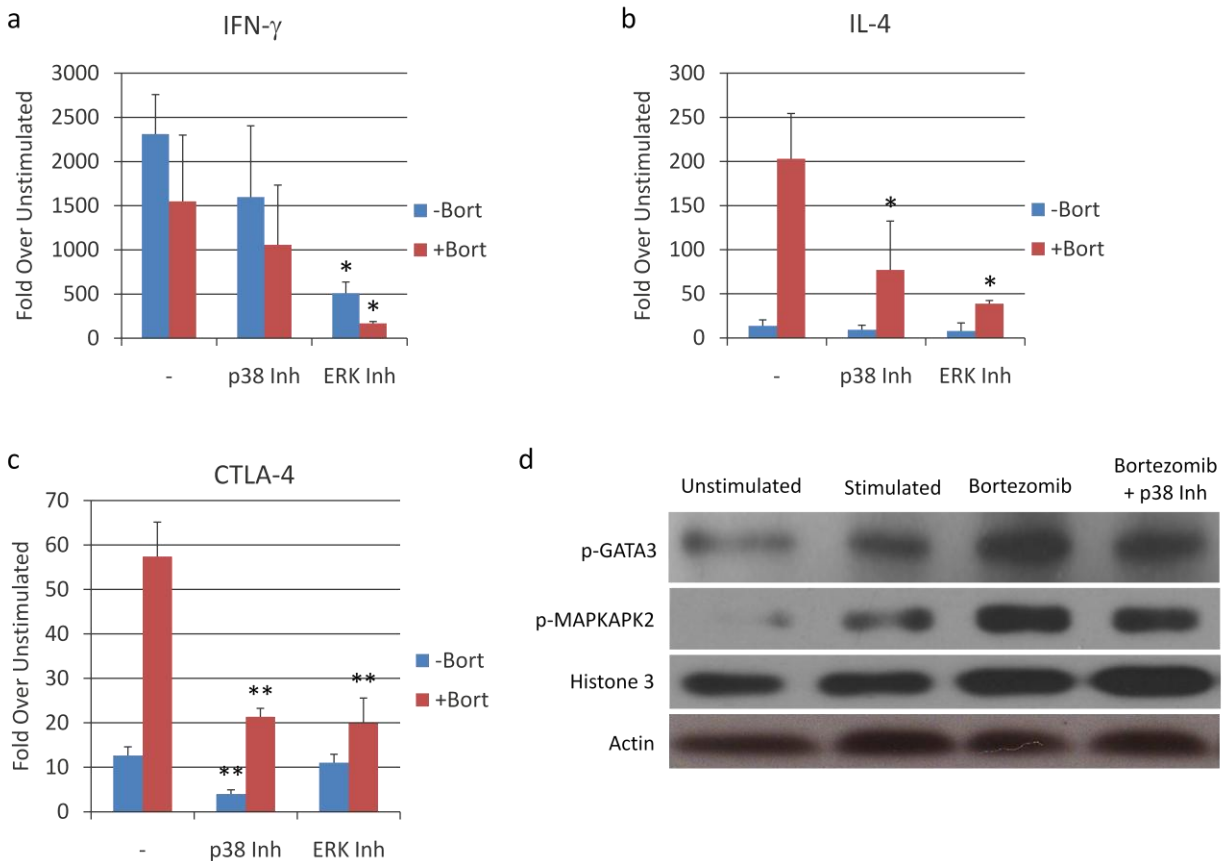 a
IFN-γ
Fold Over Unstimulated
3000
2500
2000
1500
1000
500
0
*
*
-
p38 Inh
ERK Inh
-Bort
+Bort
b
IL-4
Fold Over Unstimulated
300
250
200
150
100
50
0
*
*
-
p38 Inh
ERK Inh
-Bort
+Bort
c
CTLA-4
Fold Over Unstimulated
70
60
50
40
30
20
10
0
**
**
**
-
p38 Inh
ERK Inh
-Bort
+Bort
d
Unstimulated
Stimulated
Bortezomib
Bortezomib
+ p38 Inh
p-GATA3
p-MAPKAPK2
Histone 3
Actin